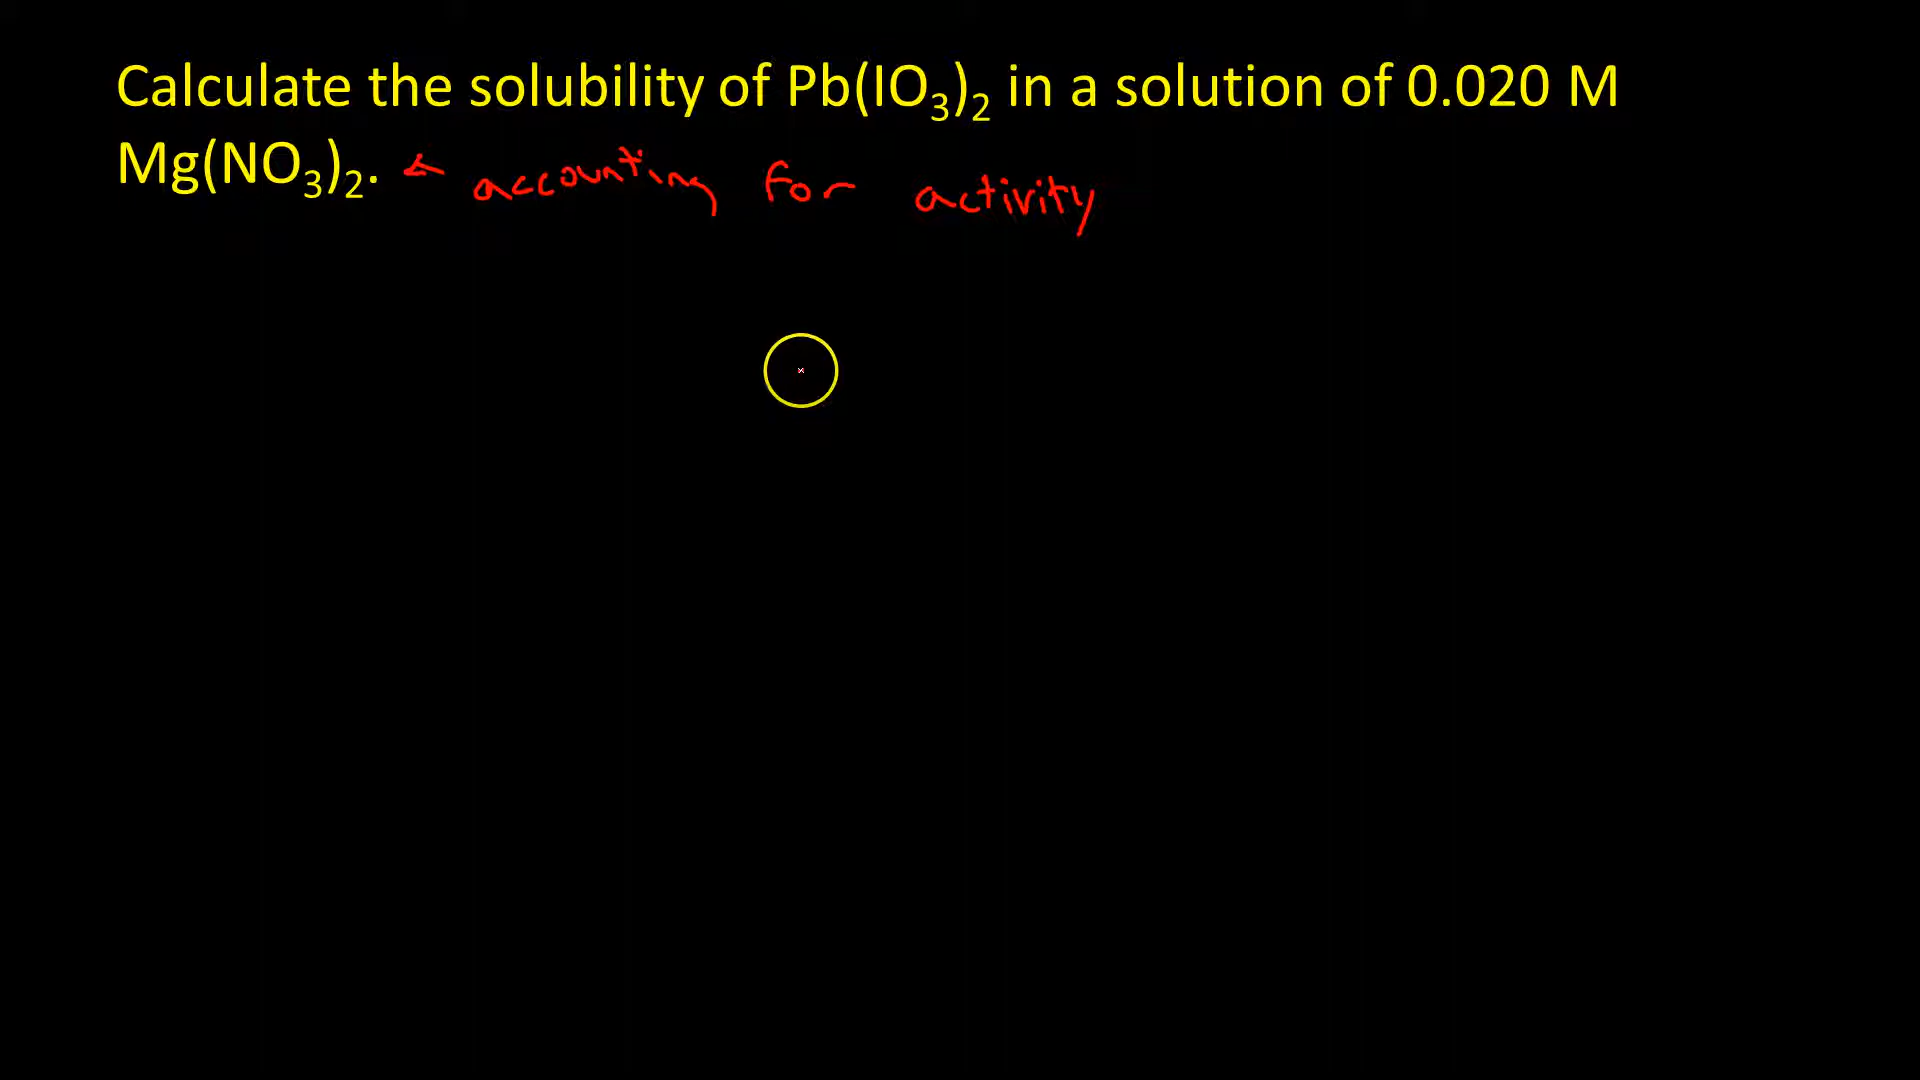 Calculate the solubility of Pb(IO₃)₂ in a solution of 0.020 M
Mg(NO₃)₂. ← accounting for activity